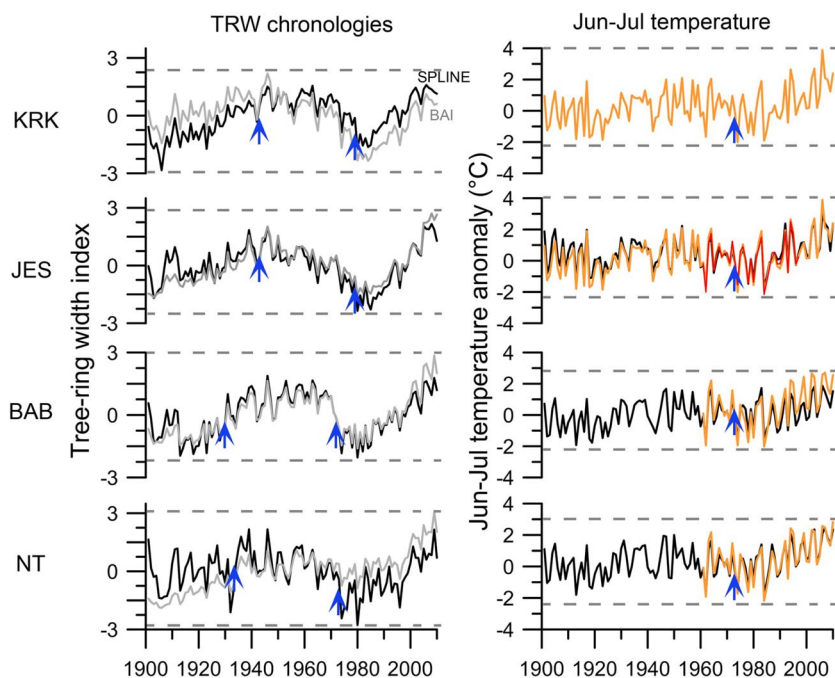 TRW chronologies
Jun-Jul temperature
KRK
3
0
-3
SPLINE
BAI
4
2
0
-2
-4
JES
3
0
-3
4
2
0
-2
-4
BAB
3
0
-3
4
2
0
-2
-4
NT
3
0
-3
4
2
0
-2
-4
Tree-ring width index
Jun-Jul temperature anomaly (°C)
1900 1920 1940 1960 1980 2000
1900 1920 1940 1960 1980 2000